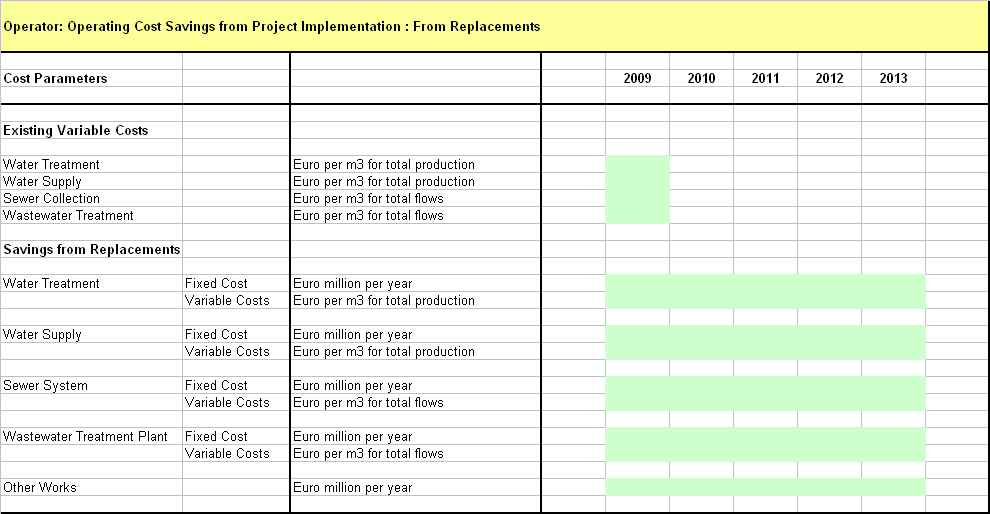 Operator: Operating Cost Savings from Project Implementation : From Replacements
Cost Parameters 2009 2010 2011 2012 2013
Existing Variable Costs
Water Treatment Euro per m3 for total production
Water Supply Euro per m3 for total production
Sewer Collection Euro per m3 for total flows
Wastewater Treatment Euro per m3 for total flows
Savings from Replacements
Water Treatment Fixed Cost Euro million per year
Variable Costs Euro per m3 for total production
Water Supply Fixed Cost Euro million per year
Variable Costs Euro per m3 for total production
Sewer System Fixed Cost Euro million per year
Variable Costs Euro per m3 for total flows
Wastewater Treatment Plant Fixed Cost Euro million per year
Variable Costs Euro per m3 for total flows
Other Works Euro million per year